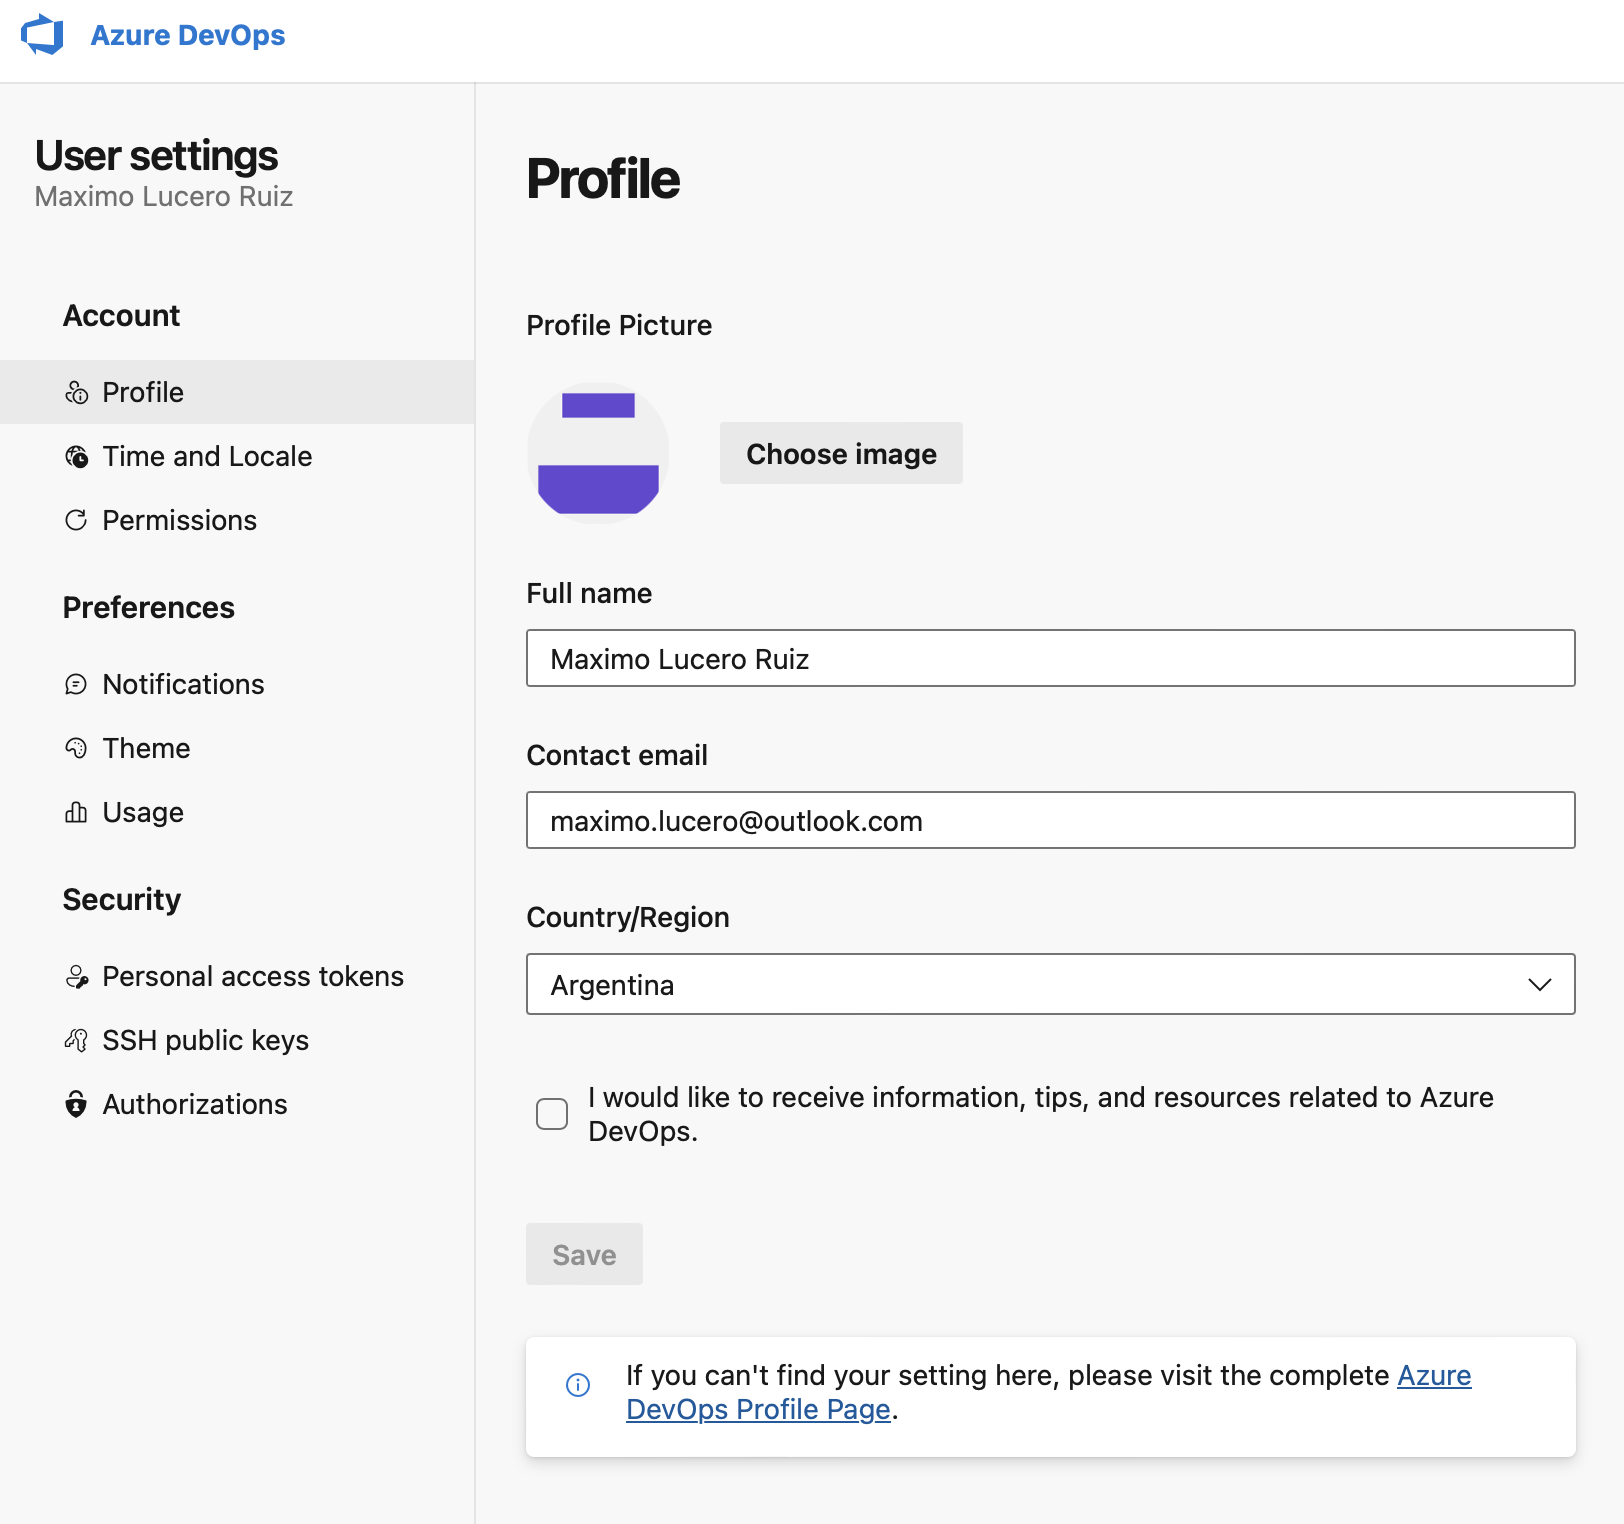 Azure DevOps
User settings
Maximo Lucero Ruiz
Account
Profile
Time and Locale
Permissions
Preferences
Notifications
Theme
Usage
Security
Personal access tokens
SSH public keys
Authorizations
Profile
Profile Picture
Choose image
Full name
Maximo Lucero Ruiz
Contact email
maximo.lucero@outlook.com
Country/Region
Argentina
I would like to receive information, tips, and resources related to Azure
DevOps.
Save
If you can't find your setting here, please visit the complete Azure
DevOps Profile Page.